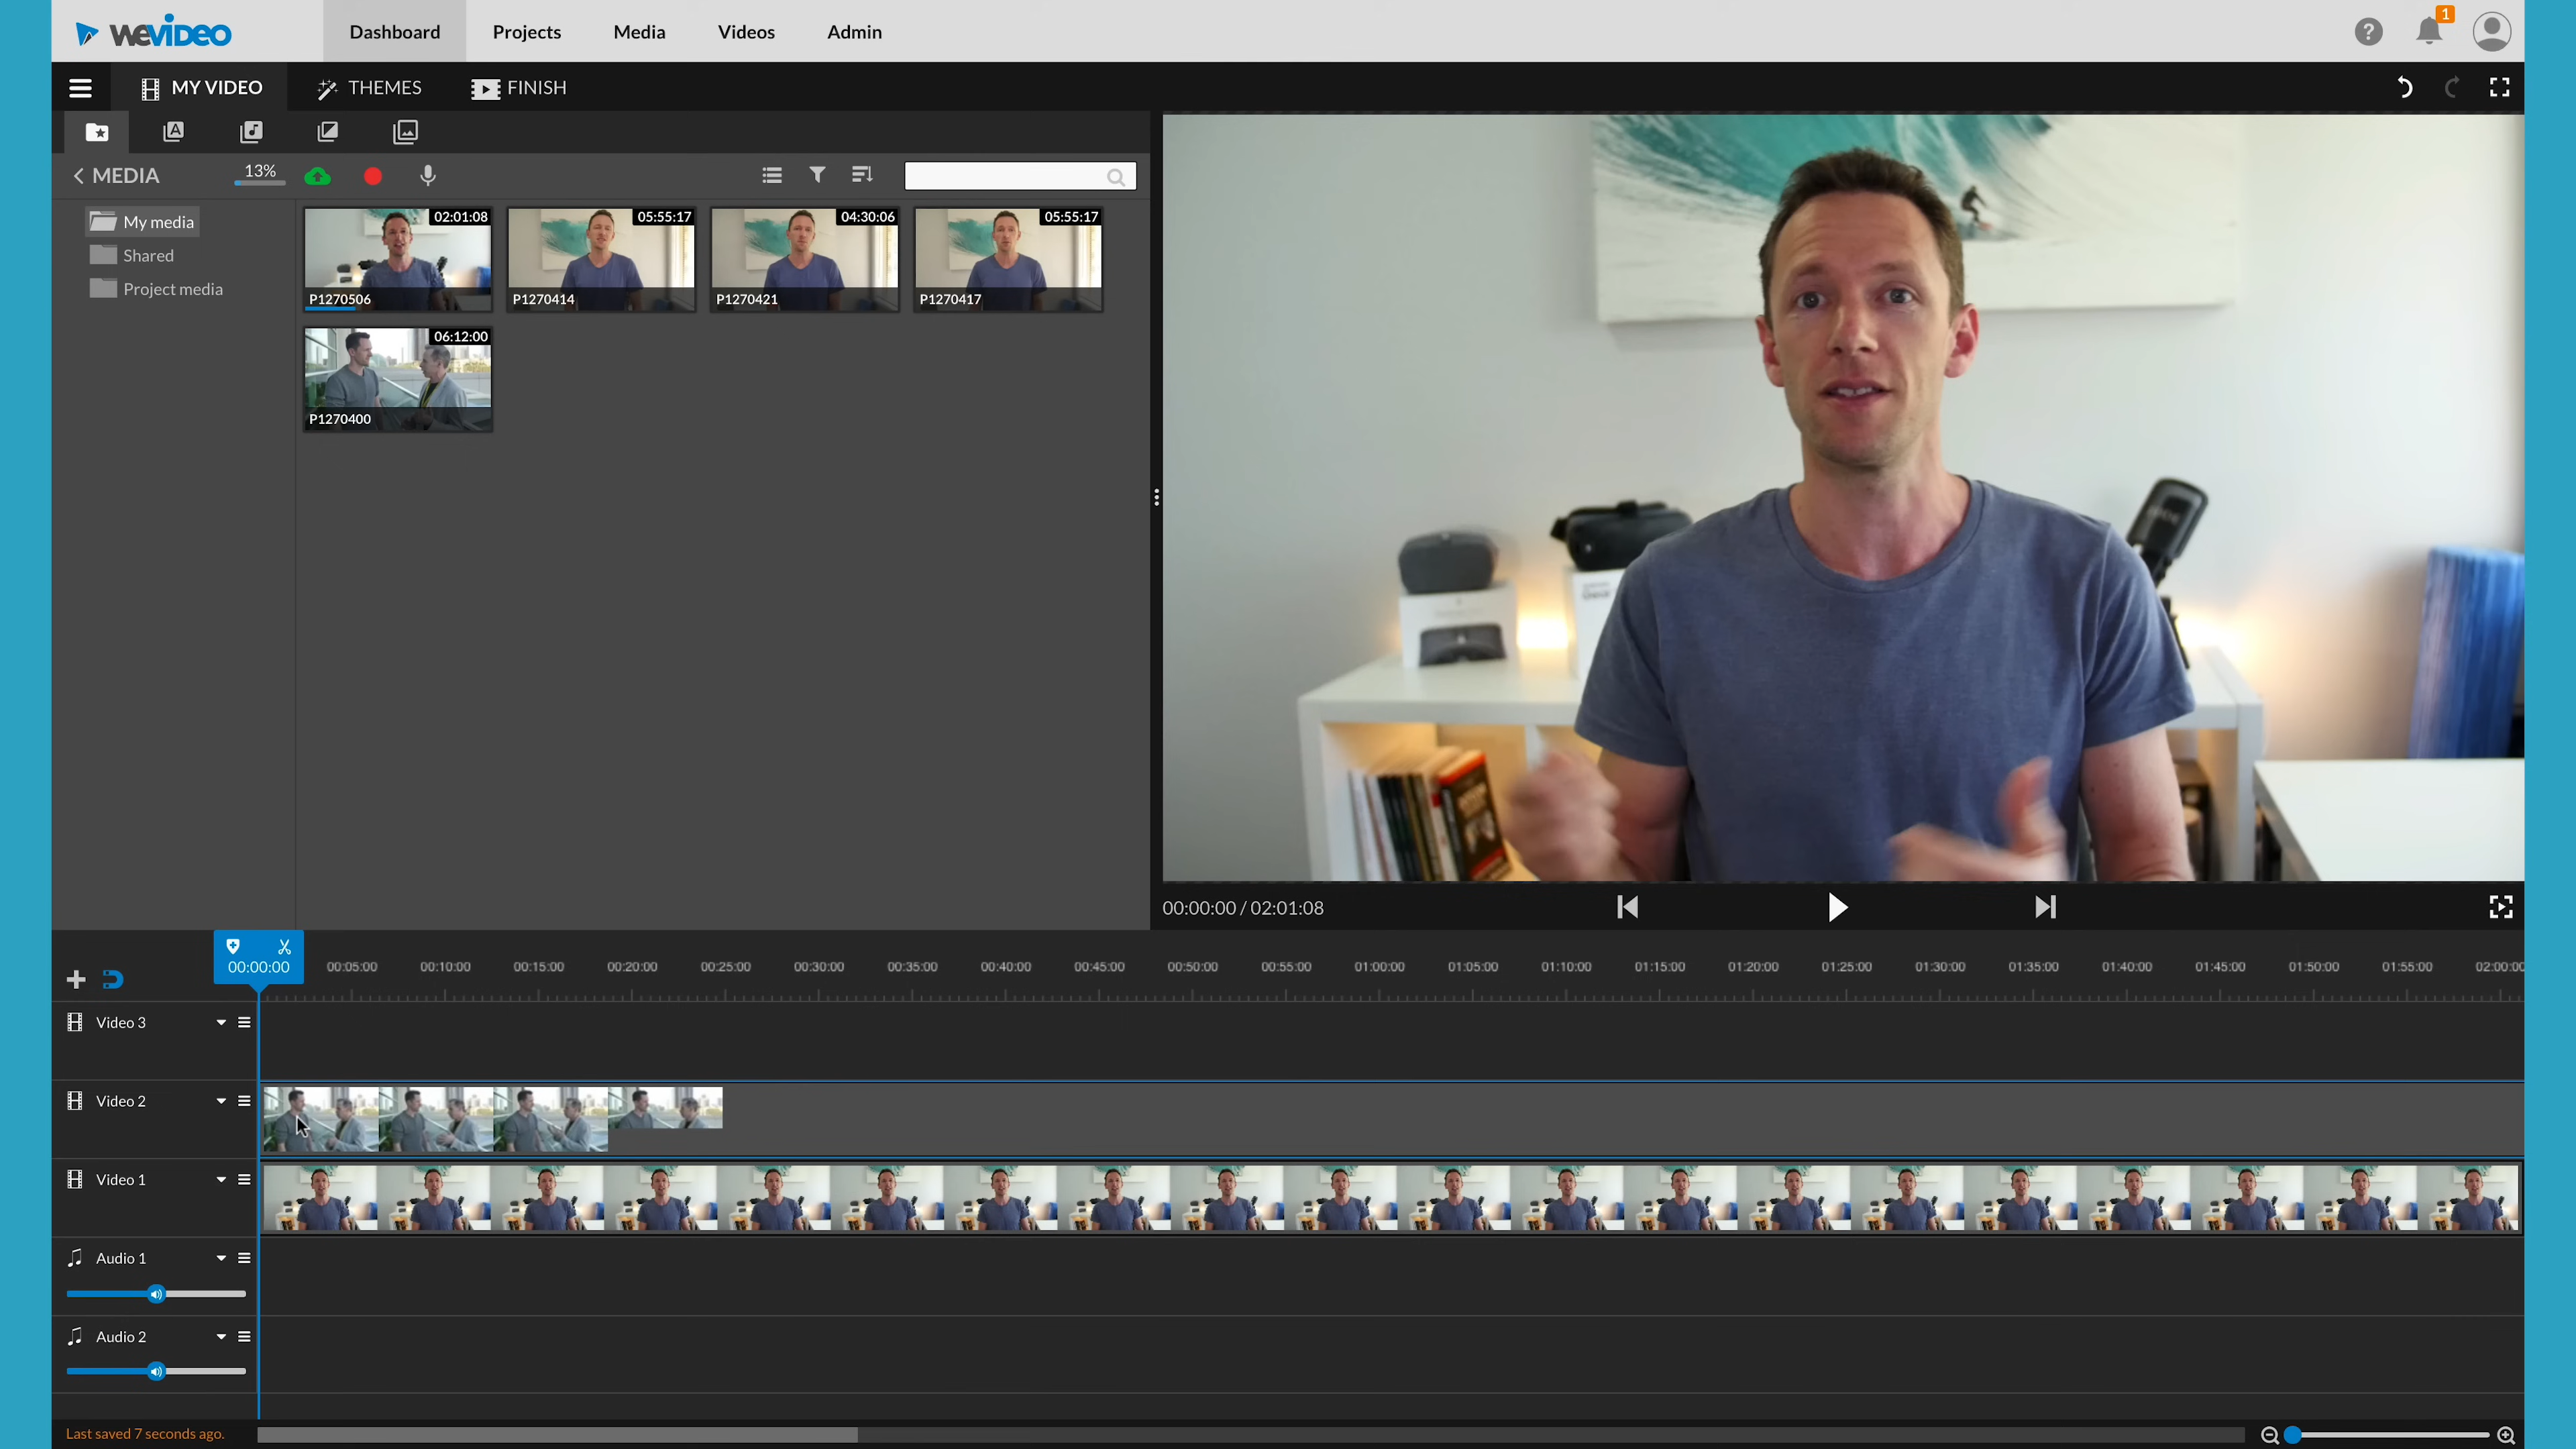 WEVIDEO
Dashboard Projects Media Videos Admin
? 1
MY VIDEO THEMES FINISH
MEDIA 13%
My media
Shared
Project media
02:01:08
P1270506
05:55:17
P1270414
04:30:06
P1270421
05:55:17
P1270417
06:12:00
P1270400
00:00:00 / 02:01:08
00:00:00 00:05:00 00:10:00 00:15:00 00:20:00 00:25:00 00:30:00 00:35:00 00:40:00 00:45:00 00:50:00 00:55:00 01:00:00 01:05:00 01:10:00 01:15:00 01:20:00 01:25:00 01:30:00 01:35:00 01:40:00 01:45:00 01:50:00 01:55:00
Video 3
Video 2
Video 1
Audio 1
Audio 2
Last saved 7 seconds ago.